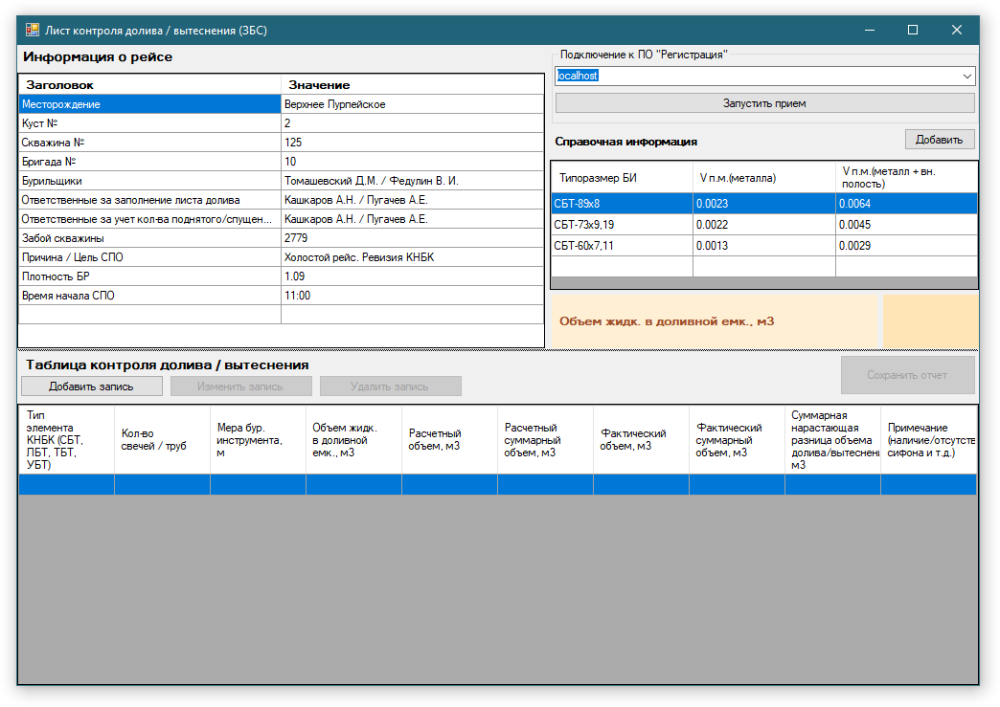 Лист контроля долива / вытеснения (ЗБС)
Информация о рейсе
Заголовок Значение
Месторождение Верхнее Пурпейское
Куст № 2
Скважина № 125
Бригада № 10
Бурильщики Томашевский Д.М. / Федулин В. И.
Ответственные за заполнение листа долива Кашкаров А.Н. / Пугачев А.Е.
Ответственные за учет кол-ва поднятого/спущен... Кашкаров А.Н. / Пугачев А.Е.
Забой скважины 2779
Причина / Цель СПО Холостой рейс. Ревизия КНБК
Плотность БР 1.09
Время начала СПО 11:00
Подключение к ПО "Регистрация"
localhost
Запустить прием
Справочная информация
Добавить
Типоразмер БИ V п.м.(металла) V п.м.(металл + вн.
полость)
СБТ-89х8 0.0023 0.0064
СБТ-73х9,19 0.0022 0.0045
СБТ-60х7,11 0.0013 0.0029
Объем жидк. в доливной емк., м3
Таблица контроля долива / вытеснения
Добавить запись Изменить запись Удалить запись
Сохранить отчет
Тип
элемента
КНБК (СБТ,
ЛБТ, ТБТ,
УБТ)
Кол-во
свечей / труб
Мера бур.
инструмента,
м
Объем жидк.
в доливной
емк., м3
Расчетный
объем, м3
Расчетный
суммарный
объем, м3
Фактический
объем, м3
Фактический
суммарный
объем, м3
Суммарная
нарастающая
разница объема
долива/вытеснени
м3
Примечание
(наличие/отсутств
сифона и т.д.)